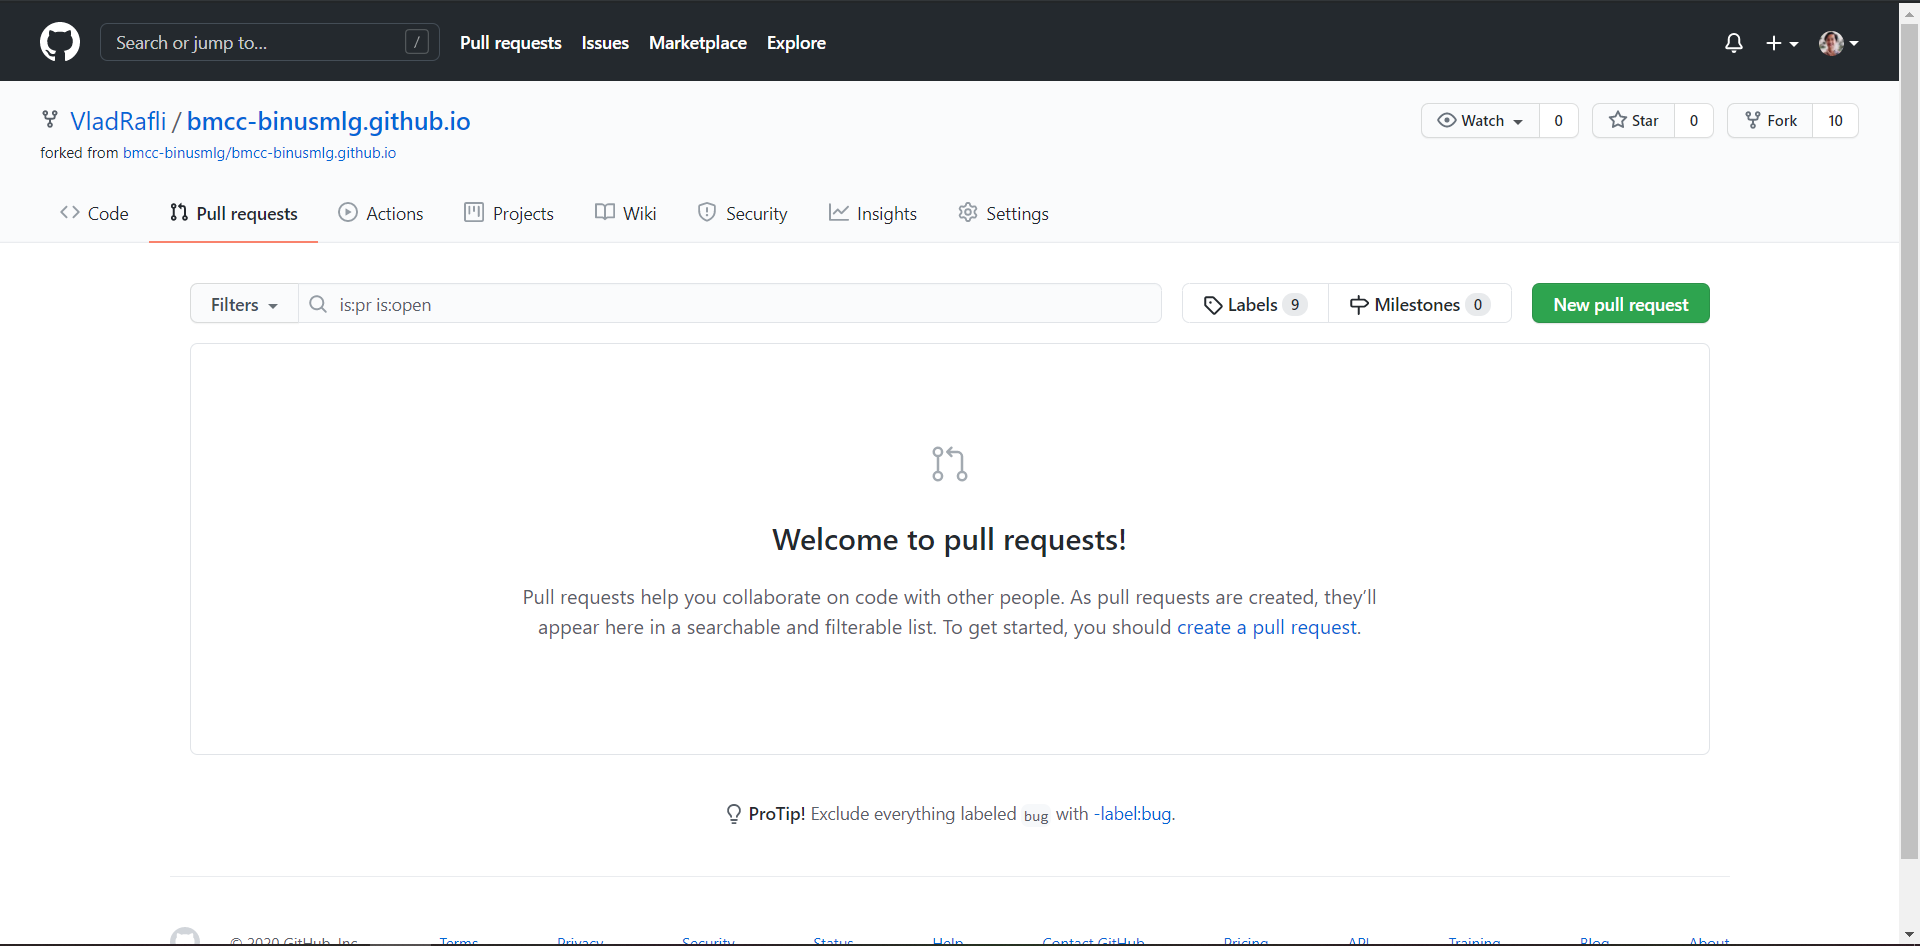 Search or jump to... / Pull requests Issues Marketplace Explore
VladRafli / bmcc-binusmlg.github.io Watch 0 Star 0 Fork 10
forked from bmcc-binusmlg/bmcc-binusmlg.github.io
Code Pull requests Actions Projects Wiki Security Insights Settings
Filters is:pr is:open Labels 9 Milestones 0 New pull request
Welcome to pull requests!
Pull requests help you collaborate on code with other people. As pull requests are created, they’ll
appear here in a searchable and filterable list. To get started, you should create a pull request.
ProTip! Exclude everything labeled bug with -label:bug.
© 2020 GitHub, Inc. Terms Privacy Security Status Help Contact GitHub Pricing API Training Blog About